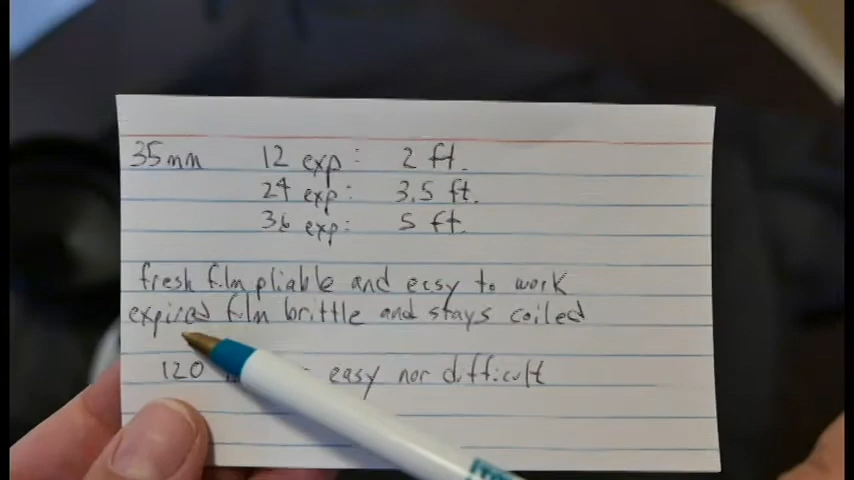 35mm 12 exp: 2 ft.
24 exp: 3.5 ft.
36 exp: 5 ft.
fresh film pliable and easy to work
expired film brittle and stays coiled
120 easy nor difficult